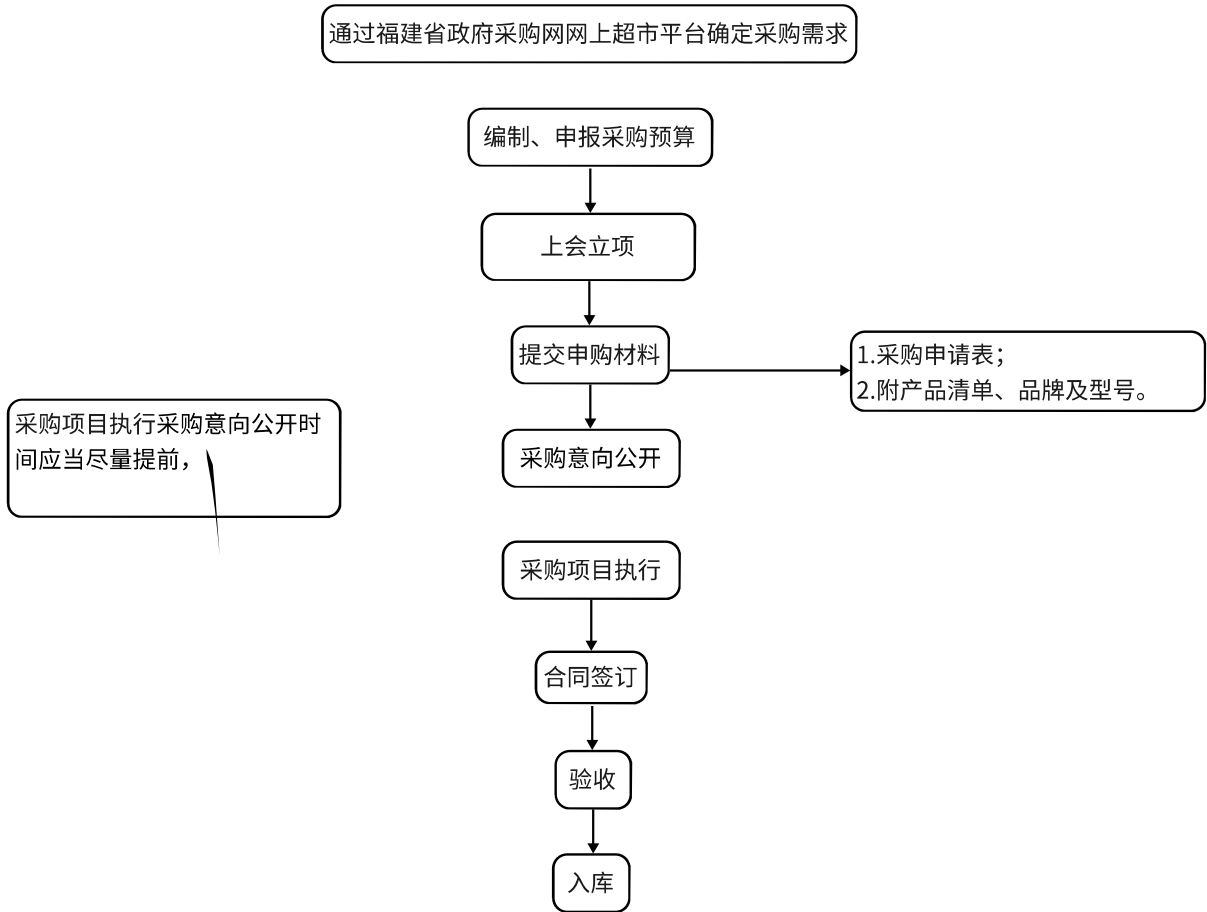 通过福建省政府采购网网上超市平台确定采购需求
编制、申报采购预算
上会立项
提交申购材料
1.采购申请表；
2.附产品清单、品牌及型号。
采购项目执行采购意向公开时
间应当尽量提前，
采购意向公开
采购项目执行
合同签订
验收
入库